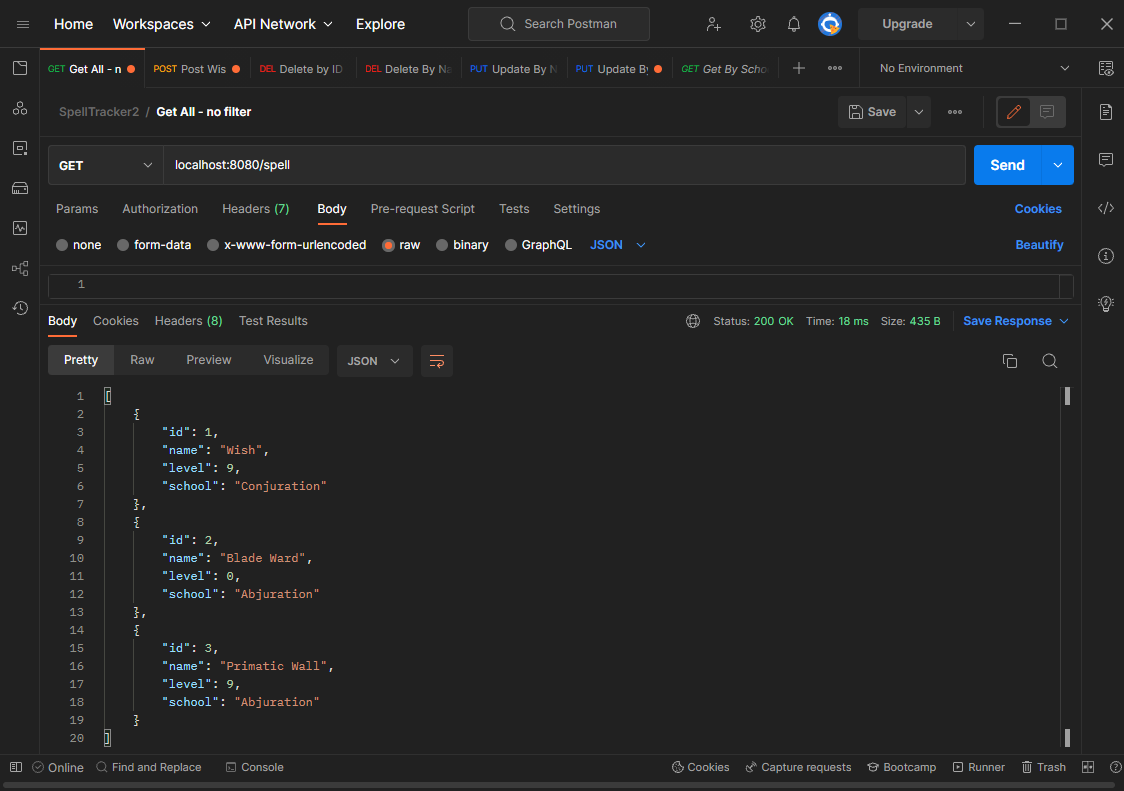 Home Workspaces API Network Explore Search Postman Upgrade
GET Get All - n POST Post Wis DEL Delete by ID DEL Delete By Na PUT Update By N PUT Update By GET Get By Scho No Environment
SpellTracker2 / Get All - no filter Save
GET localhost:8080/spell Send
Params Authorization Headers (7) Body Pre-request Script Tests Settings Cookies
none form-data x-www-form-urlencoded raw binary GraphQL JSON Beautify
1
Body Cookies Headers (8) Test Results Status: 200 OK Time: 18 ms Size: 435 B Save Response
Pretty Raw Preview Visualize JSON
1 [
2 {
3 "id": 1,
4 "name": "Wish",
5 "level": 9,
6 "school": "Conjuration"
7 },
8 {
9 "id": 2,
10 "name": "Blade Ward",
11 "level": 0,
12 "school": "Abjuration"
13 },
14 {
15 "id": 3,
16 "name": "Primatic Wall",
17 "level": 9,
18 "school": "Abjuration"
19 }
20 ]
Online Find and Replace Console Cookies Capture requests Bootcamp Runner Trash